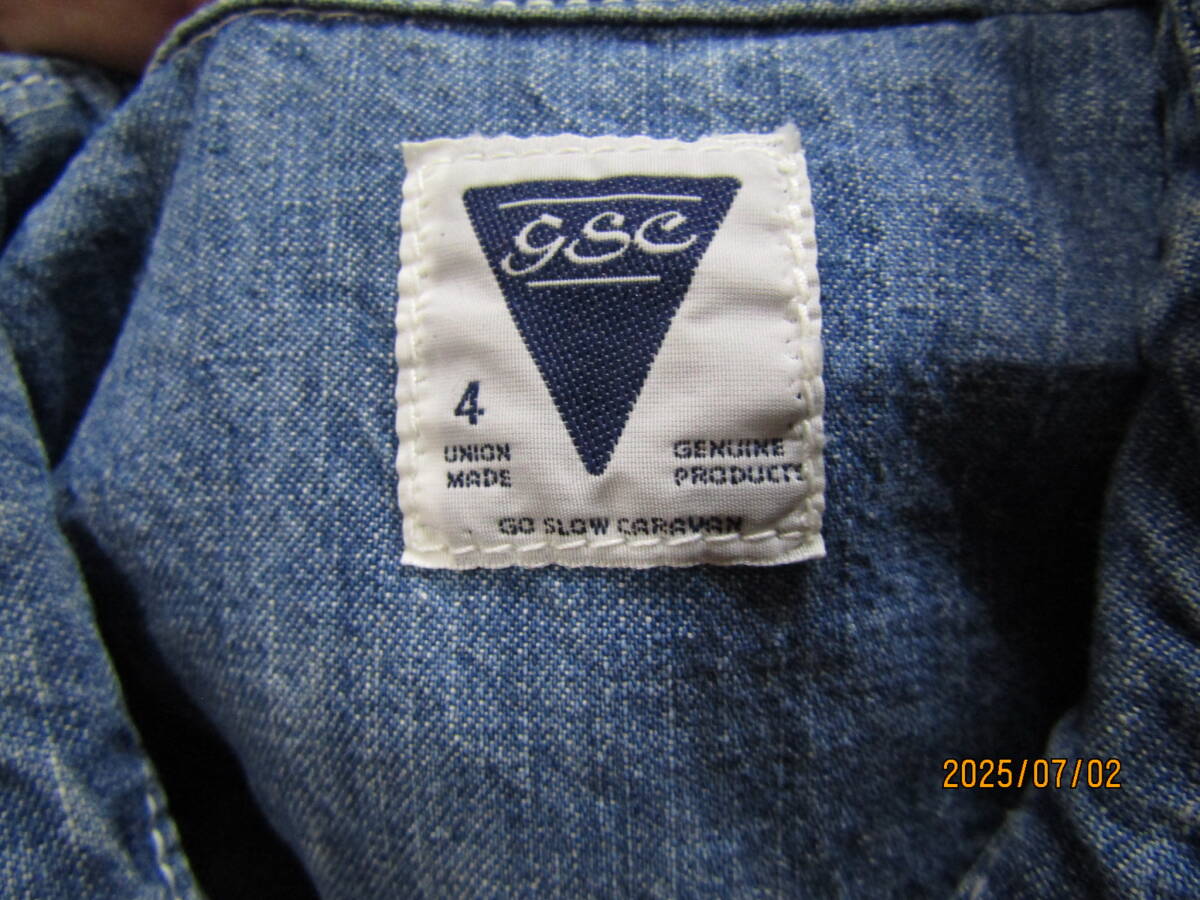 GSC
4
UNION
MADE
GENUINE
PRODUCTS
GO SLOW CARAVAN
2025/07/02